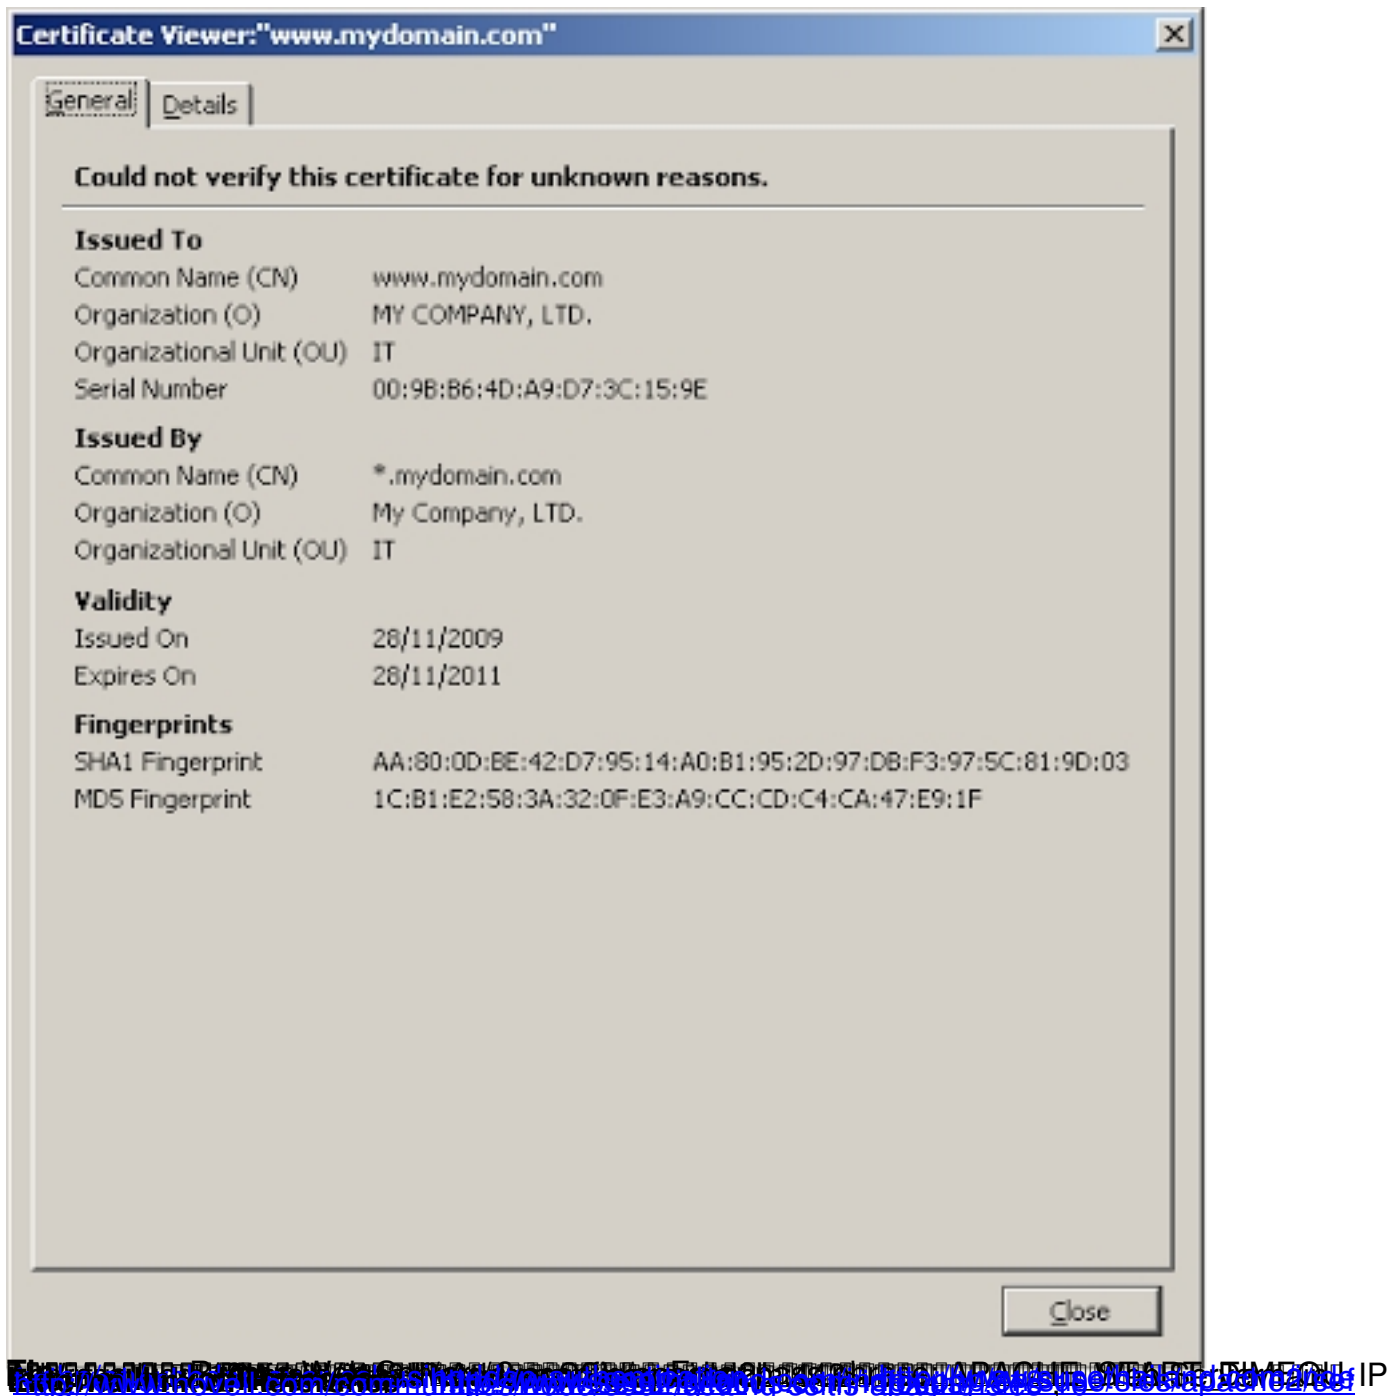 Certificate Viewer:"www.mydomain.com"
General Details
Could not verify this certificate for unknown reasons.
Issued To
Common Name (CN) www.mydomain.com
Organization (O) MY COMPANY, LTD.
Organizational Unit (OU) IT
Serial Number 00:9B:B6:4D:A9:D7:3C:15:9E
Issued By
Common Name (CN) *.mydomain.com
Organization (O) My Company, LTD.
Organizational Unit (OU) IT
Validity
Issued On 28/11/2009
Expires On 28/11/2011
Fingerprints
SHA1 Fingerprint AA:80:0D:BE:42:D7:95:14:A0:B1:95:2D:97:DB:F3:97:5C:81:9D:03
MD5 Fingerprint 1C:B1:E2:58:3A:32:0F:E3:A9:CC:CD:C4:CA:47:E9:1F
Close